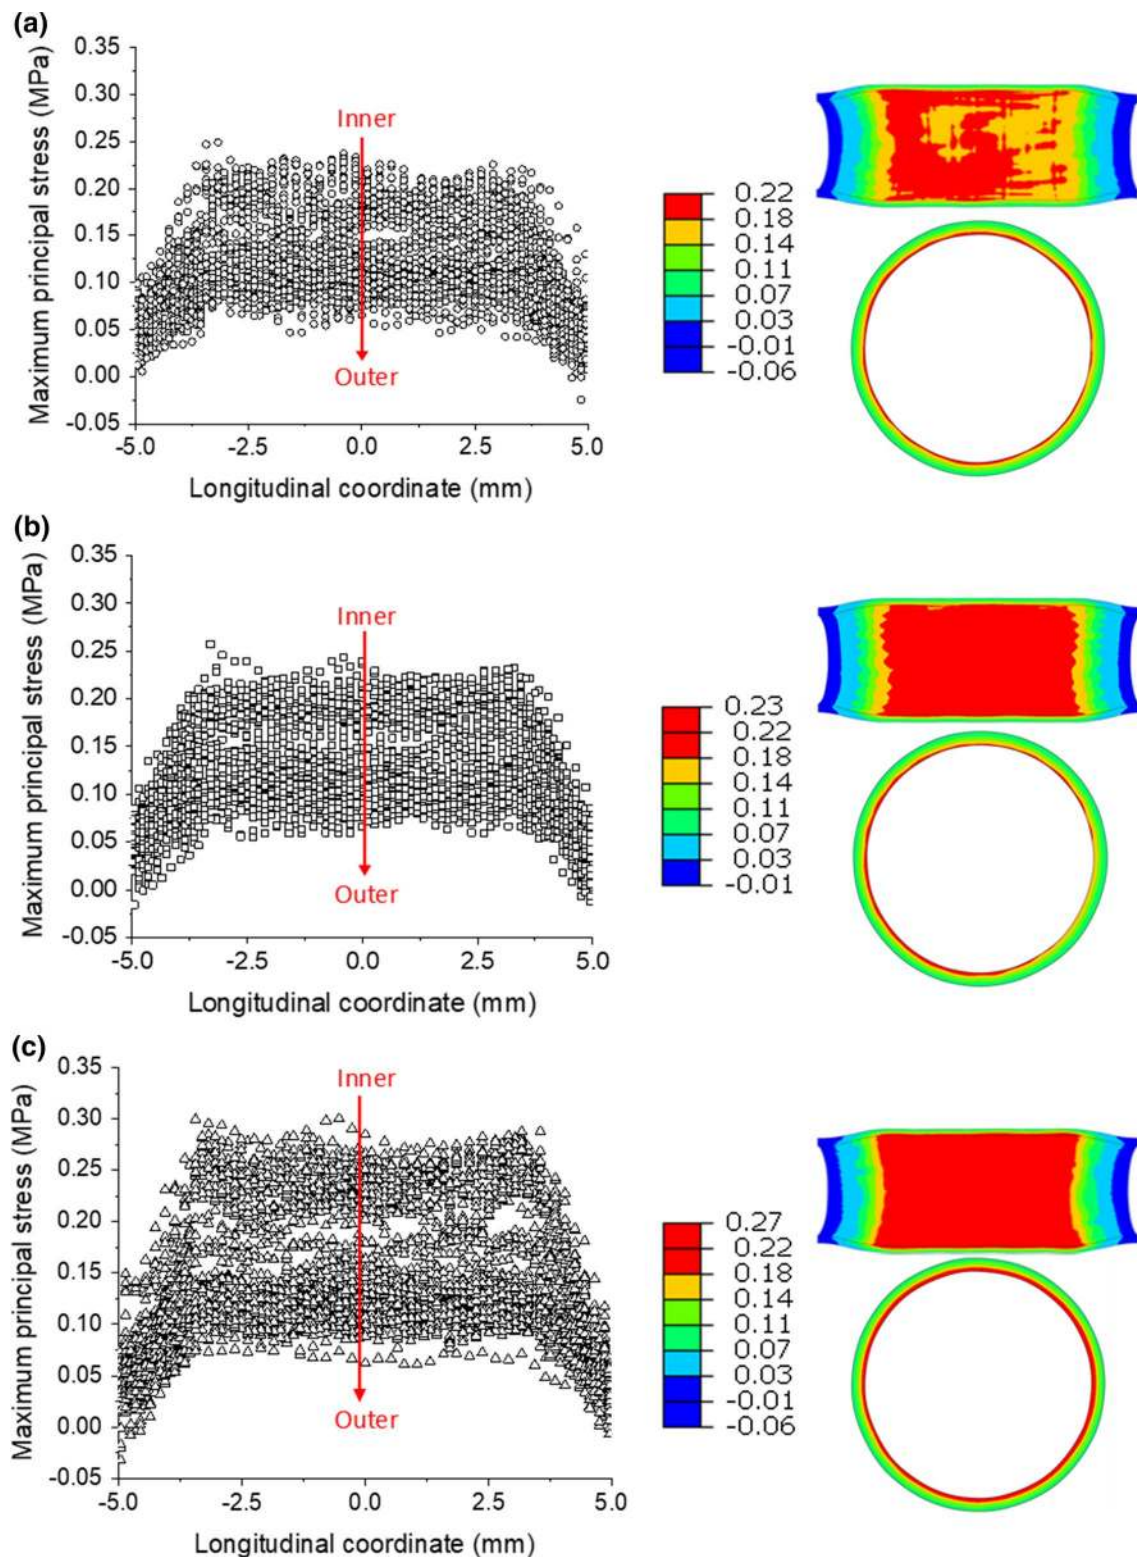 (a)
Maximum principal stress (MPa)
0.35
0.30
0.25
0.20
0.15
0.10
0.05
0.00
-0.05
Inner
Outer
-5.0 -2.5 0.0 2.5 5.0
Longitudinal coordinate (mm)
0.22
0.18
0.14
0.11
0.07
0.03
-0.01
-0.06
(b)
Maximum principal stress (MPa)
0.35
0.30
0.25
0.20
0.15
0.10
0.05
0.00
-0.05
Inner
Outer
-5.0 -2.5 0.0 2.5 5.0
Longitudinal coordinate (mm)
0.23
0.22
0.18
0.14
0.11
0.07
0.03
-0.01
(c)
Maximum principal stress (MPa)
0.35
0.30
0.25
0.20
0.15
0.10
0.05
0.00
-0.05
Inner
Outer
-5.0 -2.5 0.0 2.5 5.0
Longitudinal coordinate (mm)
0.27
0.22
0.18
0.14
0.11
0.07
0.03
-0.01
-0.06